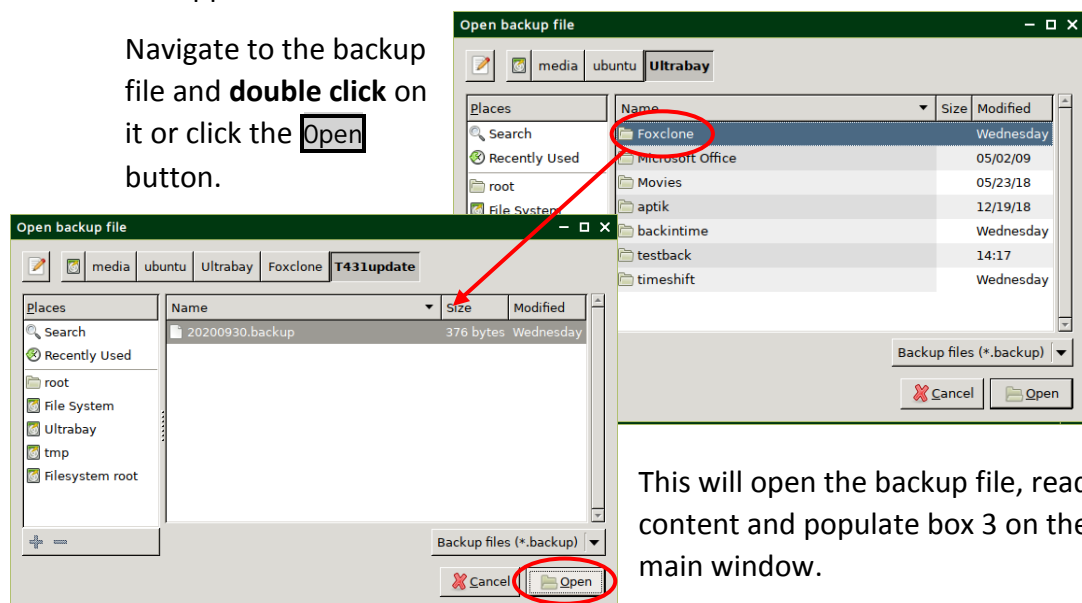 Navigate to the backup
file and double click on
it or click the Open
button.
Open backup file
media ubuntu Ultrabay
Places Name Size Modified
Search Foxclone Wednesday
Recently Used Microsoft Office 05/02/09
root Movies 05/23/18
File System aptik 12/19/18
backintime Wednesday
testback 14:17
timeshift Wednesday
Backup files (*.backup)
Cancel Open
Open backup file
media ubuntu Ultrabay Foxclone T431update
Places Name Size Modified
Search 20200930.backup 376 bytes Wednesday
Recently Used
root
File System
Ultrabay
tmp
Filesystem root
Backup files (*.backup)
Cancel Open
This will open the backup file, read
content and populate box 3 on the
main window.